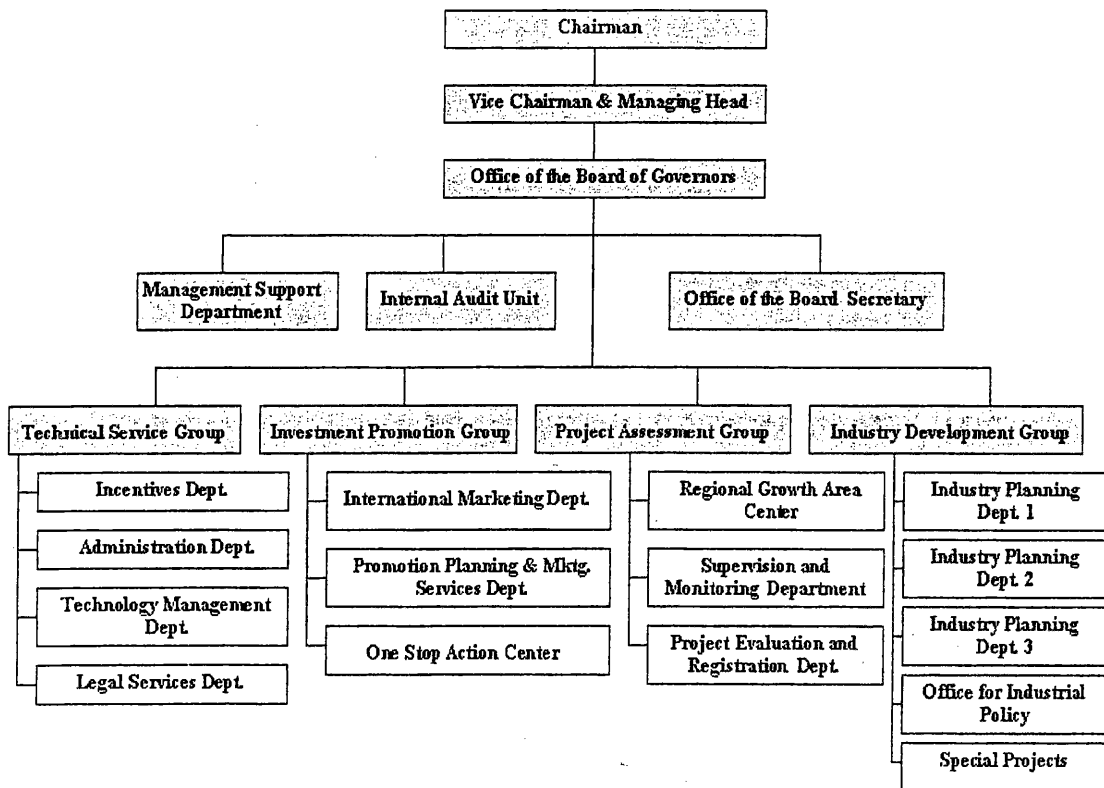 Chairman
Vice Chairman & Managing Head
Office of the Board of Governors
Management Support
Department
Internal Audit Unit
Office of the Board Secretary
Technical Service Group
Incentives Dept.
Administration Dept.
Technology Management
Dept.
Legal Services Dept.
Investment Promotion Group
International Marketing Dept.
Promotion Planning & Mktg.
Services Dept.
One Stop Action Center
Project Assessment Group
Regional Growth Area
Center
Supervision and
Monitoring Department
Project Evaluation and
Registration Dept.
Industry Development Group
Industry Planning
Dept. 1
Industry Planning
Dept. 2
Industry Planning
Dept. 3
Office for Industrial
Policy
Special Projects